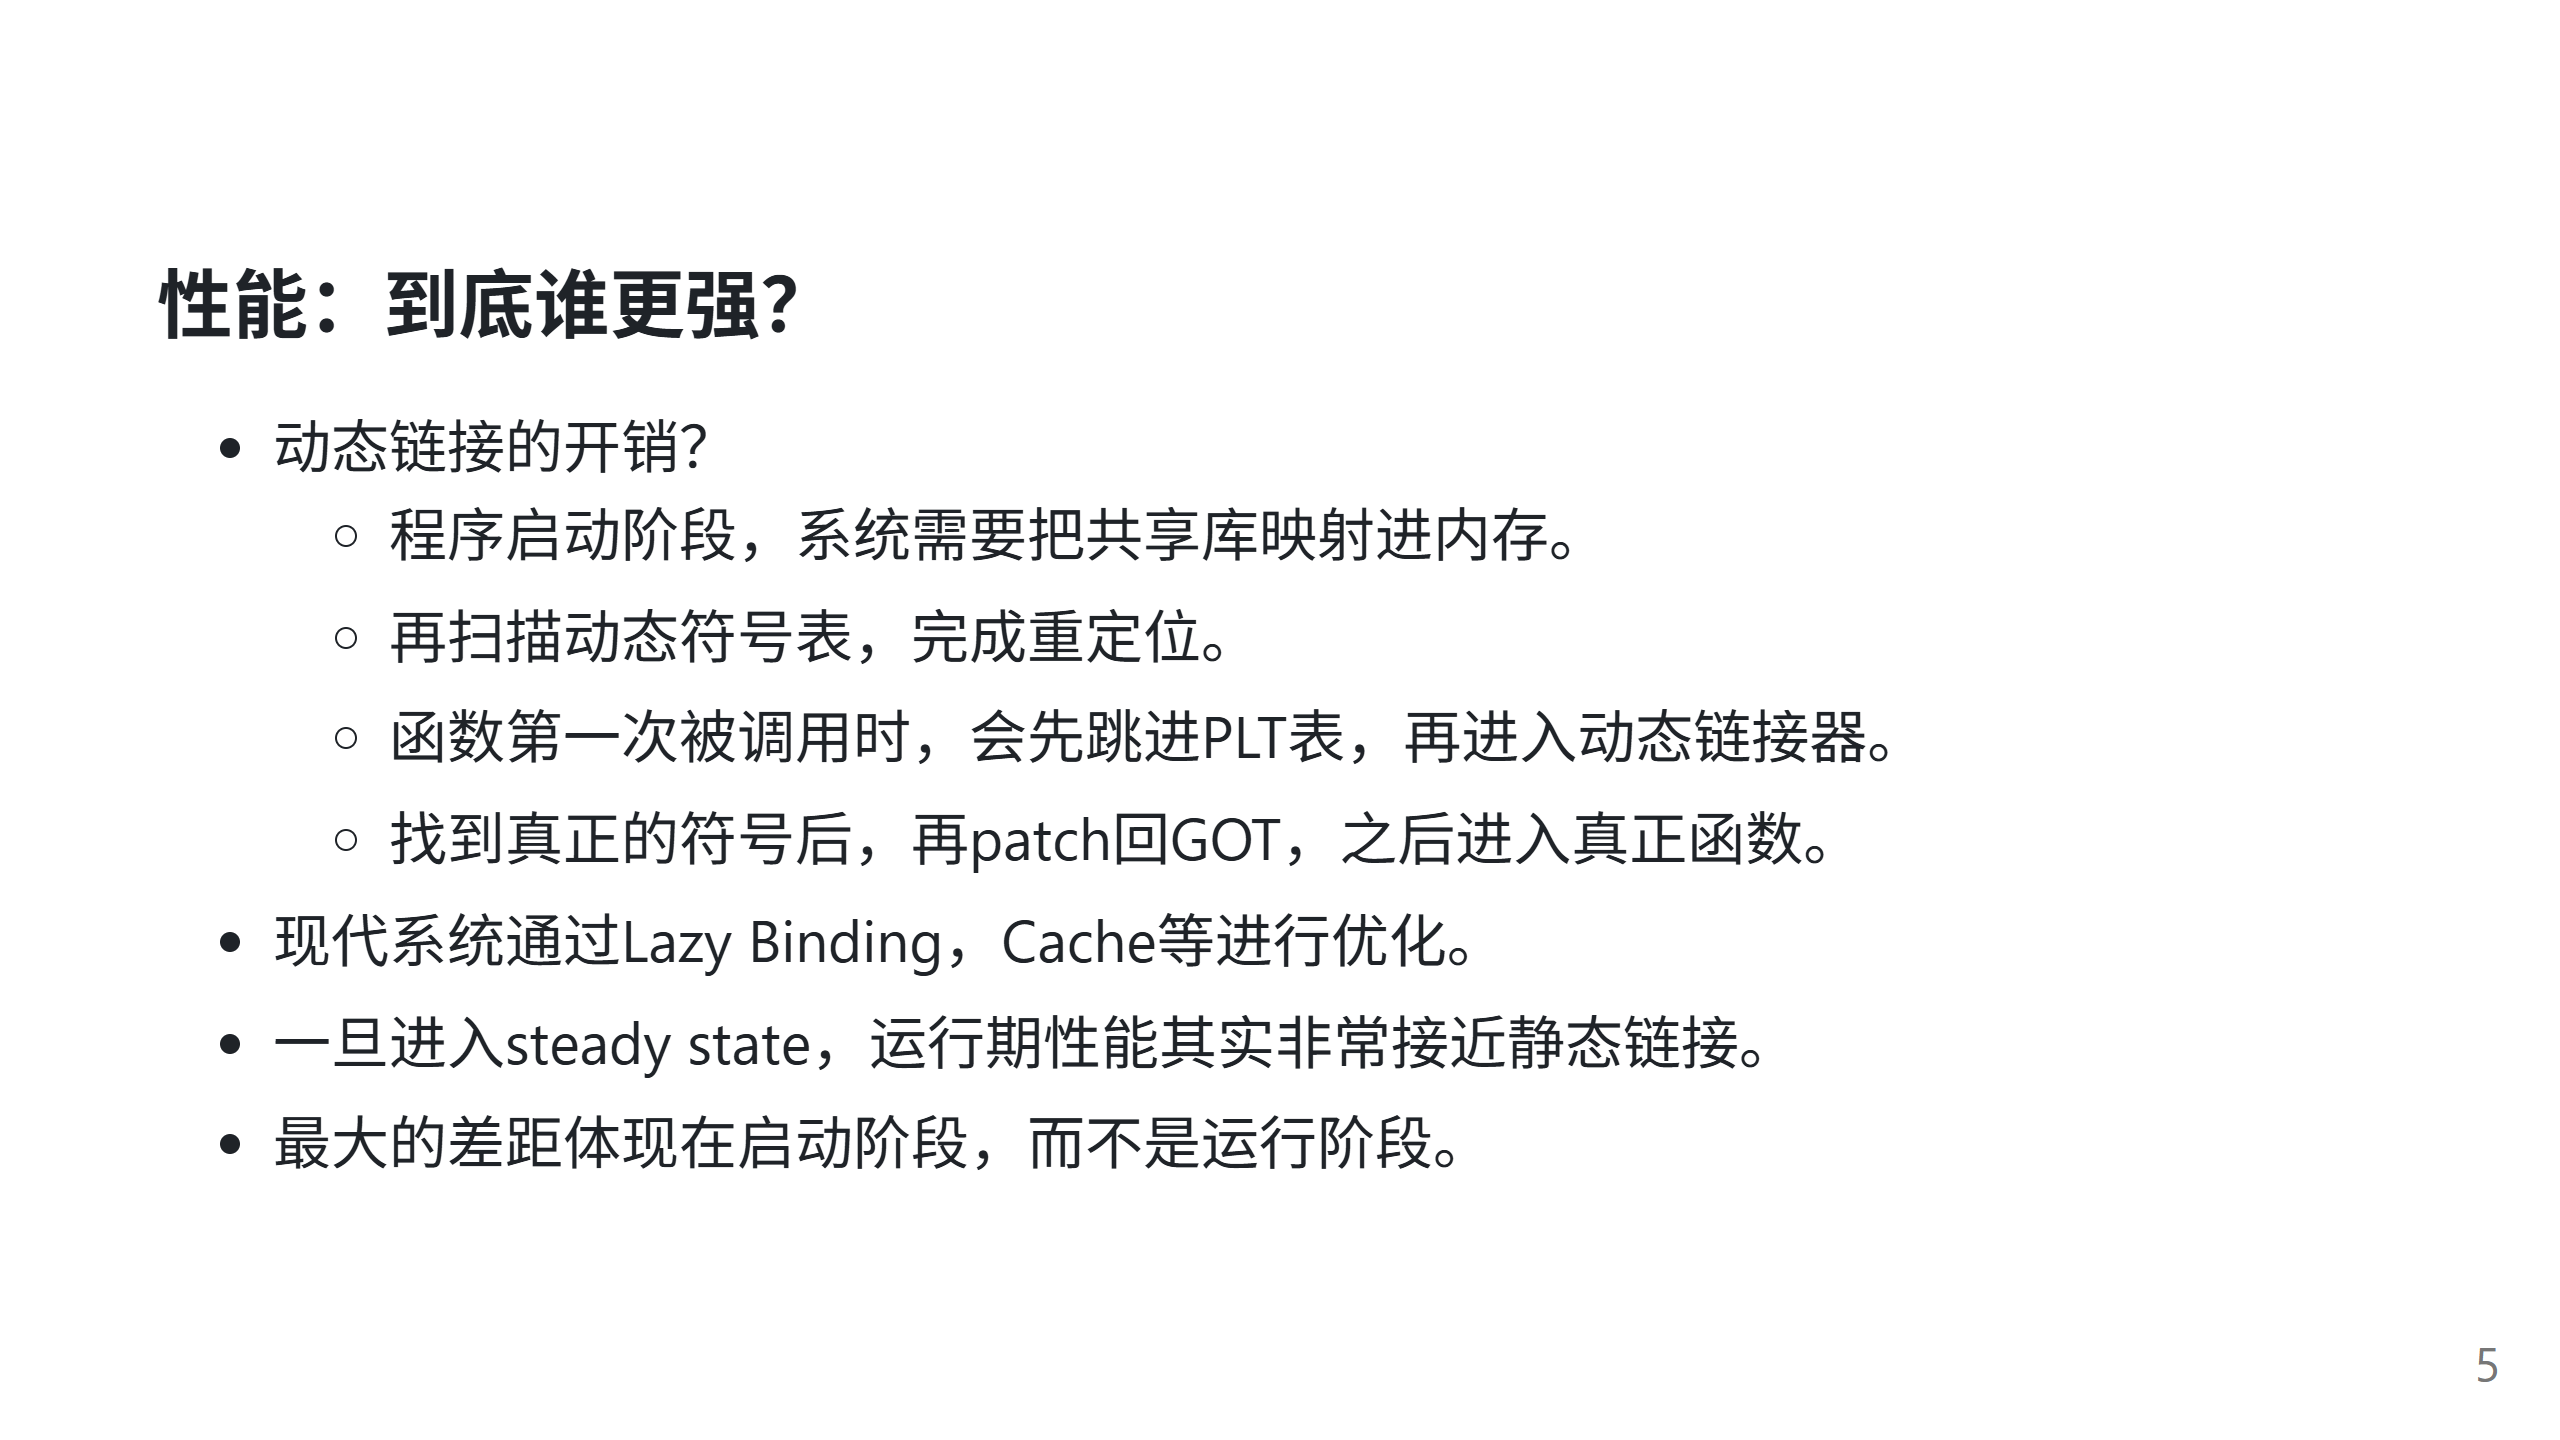 性能：到底谁更强？
动态链接的开销？
程序启动阶段，系统需要把共享库映射进内存。
再扫描动态符号表，完成重定位。
函数第一次被调用时，会先跳进PLT表，再进入动态链接器。
找到真正的符号后，再patch回GOT，之后进入真正函数。
现代系统通过Lazy Binding，Cache等进行优化。
一旦进入steady state，运行期性能其实非常接近静态链接。
最大的差距体现在启动阶段，而不是运行阶段。
5